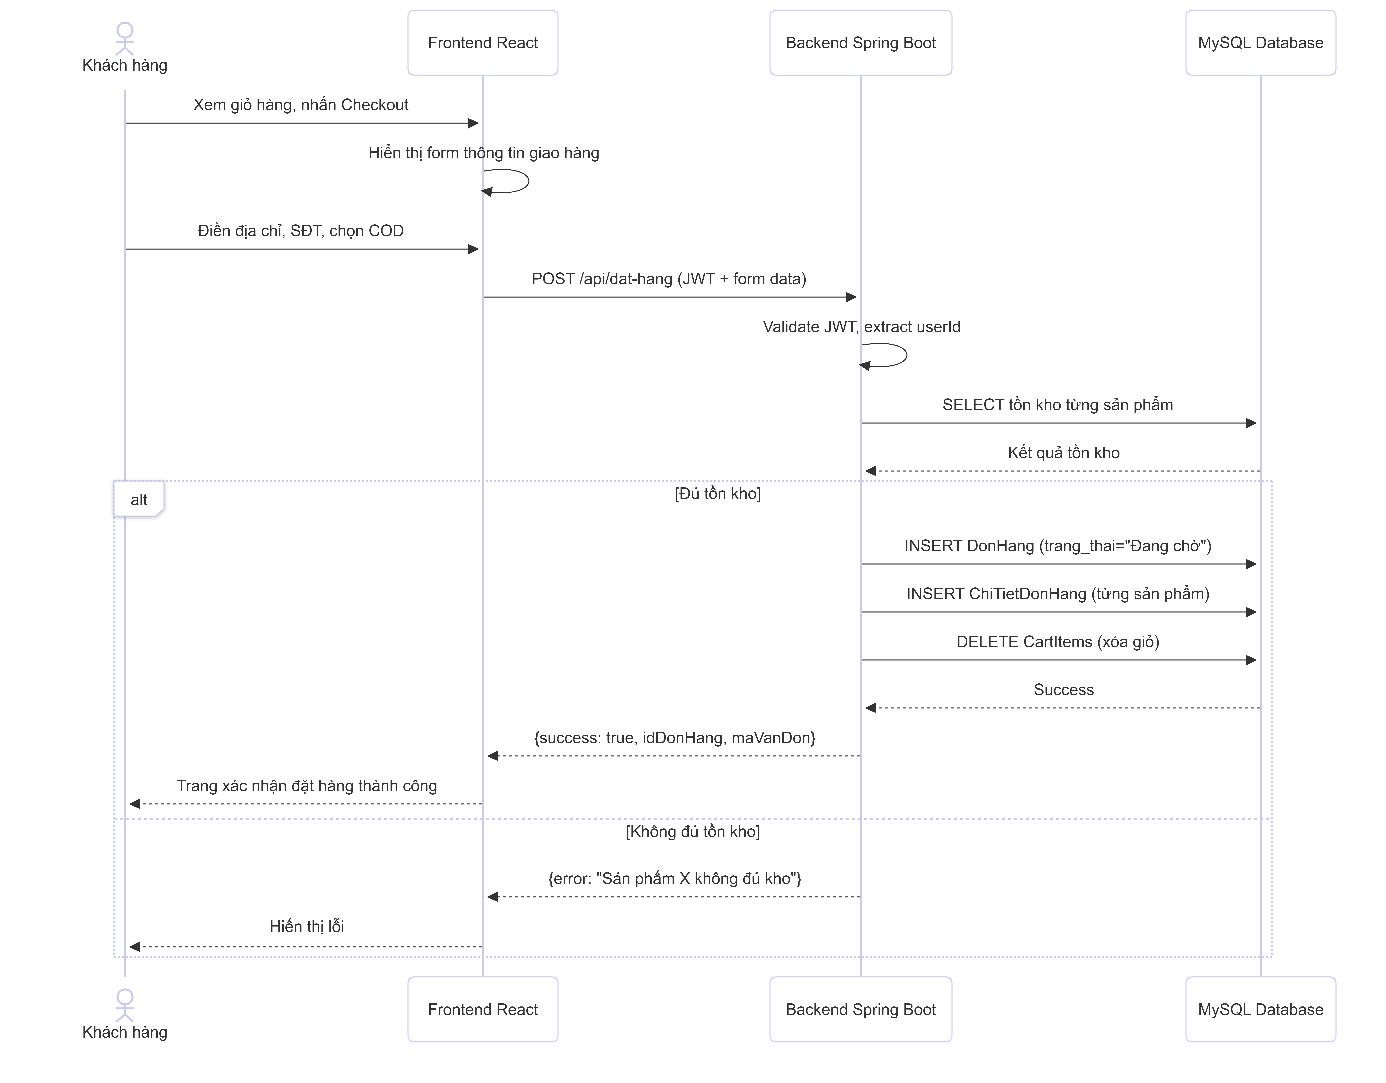 Khách hàng
Frontend React
Backend Spring Boot
MySQL Database
Xem giỏ hàng, nhấn Checkout
Hiển thị form thông tin giao hàng
Điền địa chỉ, SĐT, chọn COD
POST /api/dat-hang (JWT + form data)
Validate JWT, extract userId
SELECT tồn kho từng sản phẩm
Kết quả tồn kho
alt
[Đủ tồn kho]
INSERT DonHang (trang_thai="Đang chờ")
INSERT ChiTietDonHang (từng sản phẩm)
DELETE CartItems (xóa giỏ)
Success
{success: true, idDonHang, maVanDon}
Trang xác nhận đặt hàng thành công
[Không đủ tồn kho]
{error: "Sản phẩm X không đủ kho"}
Hiển thị lỗi
Khách hàng
Frontend React
Backend Spring Boot
MySQL Database